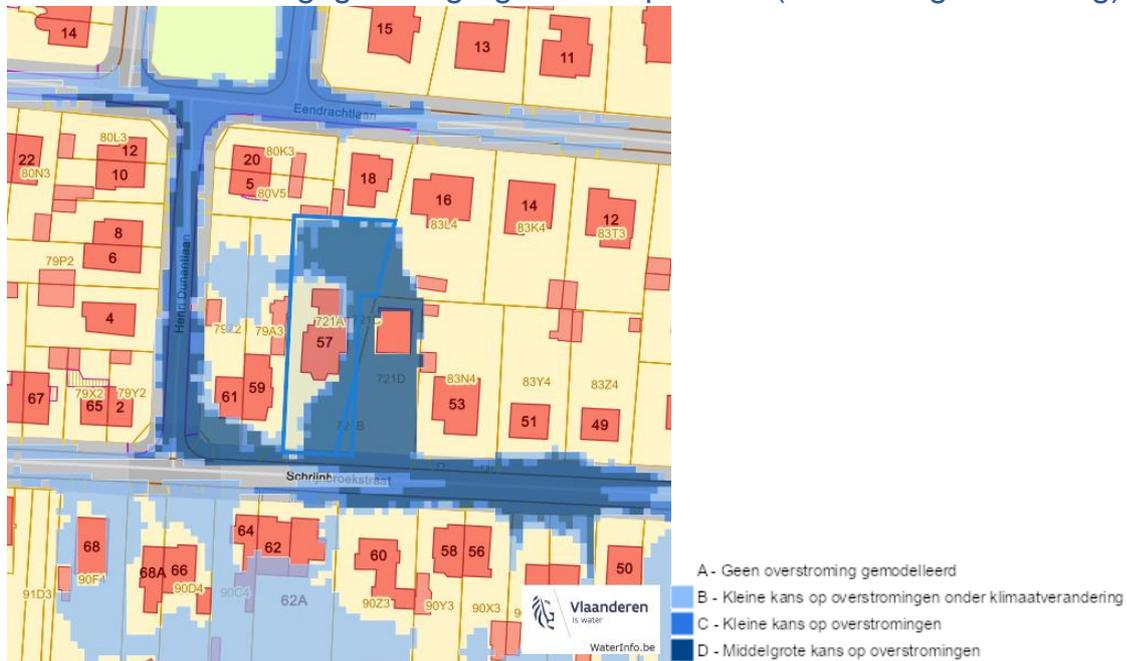 14
15
13
11
Eendrachtlaan
80L3
12
20
80K3
22
80N3
10
5
80V5
18
16
83L4
14
83K4
12
83T3
8
6
79P2
Henri Dunantlaan
4
79A3
721A
57
721D
83N4
83Y4
83Z4
67
79X2
79Y2
65
2
61
59
53
51
49
Schrijnbroekstraat
68
90F4
64
62
68A
66
90D4
90C4
62A
60
58
56
50
91D3
90Z3
90Y3
90X3
Vlaanderen
is water
WaterInfo.be
A - Geen overstroming gemodelleerd
B - Kleine kans op overstromingen onder klimaatverandering
C - Kleine kans op overstromingen
D - Middelgrote kans op overstromingen